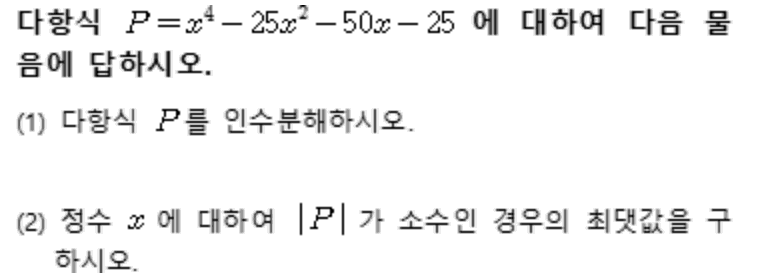 다항식 P=x⁴-25x²-50x-25 에 대하여 다음 물
음에 답하시오.
(1) 다항식 P를 인수분해하시오.
(2) 정수 x 에 대하여 |P| 가 소수인 경우의 최댓값을 구
하시오.